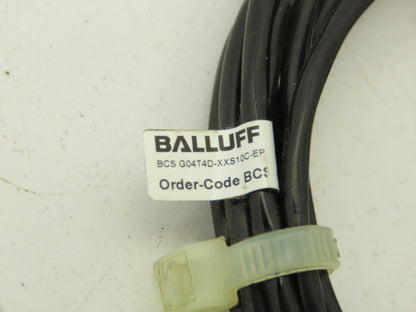 BALLUFF
BCS G04T4D-XXS10C-EP
Order-Code BCS